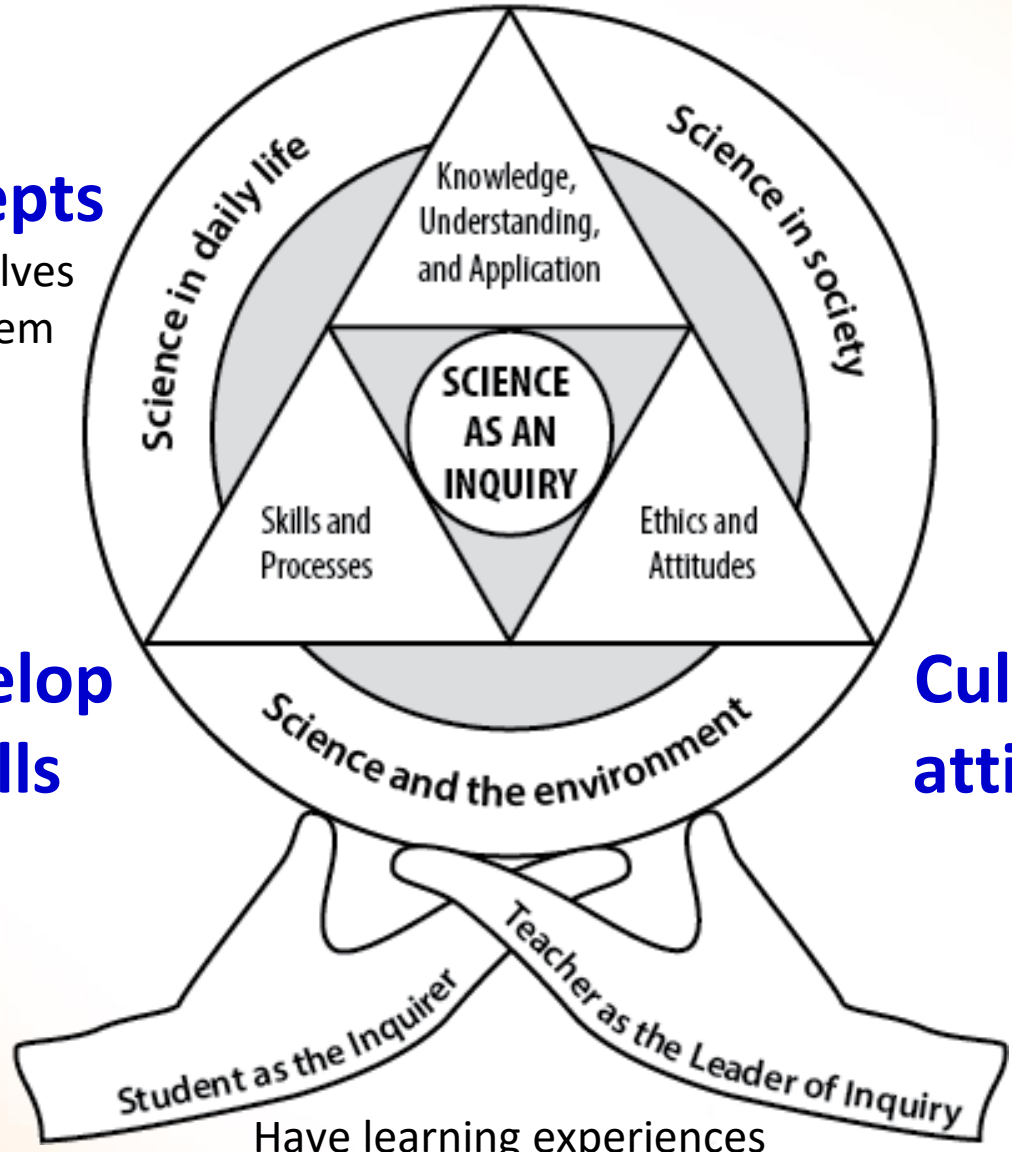 Science in daily life
Science in society
Knowledge,
Understanding,
and Application
epts
lves
em
SCIENCE
AS AN
INQUIRY
Skills and
Processes
Ethics and
Attitudes
elop
lls
Cul
atti
Science and the environment
Student as the Inquirer
Teacher as the Leader of Inquiry
Have learning experiences